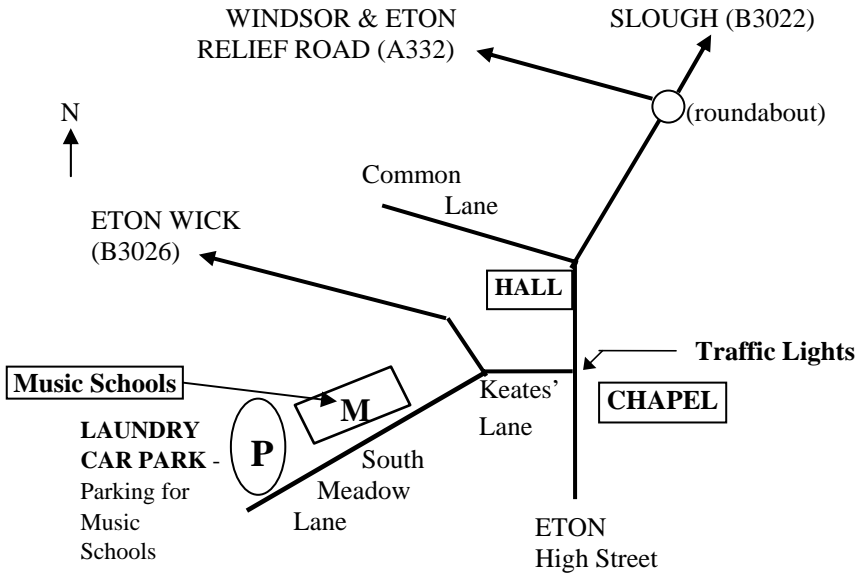 WINDSOR & ETON
RELIEF ROAD (A332)
SLOUGH (B3022)
N
(roundabout)
Common
Lane
ETON WICK
(B3026)
HALL
Traffic Lights
Music Schools
Keates’
Lane
CHAPEL
M
LAUNDRY
CAR PARK -
Parking for
Music
Schools
P
South
Meadow
Lane
ETON
High Street